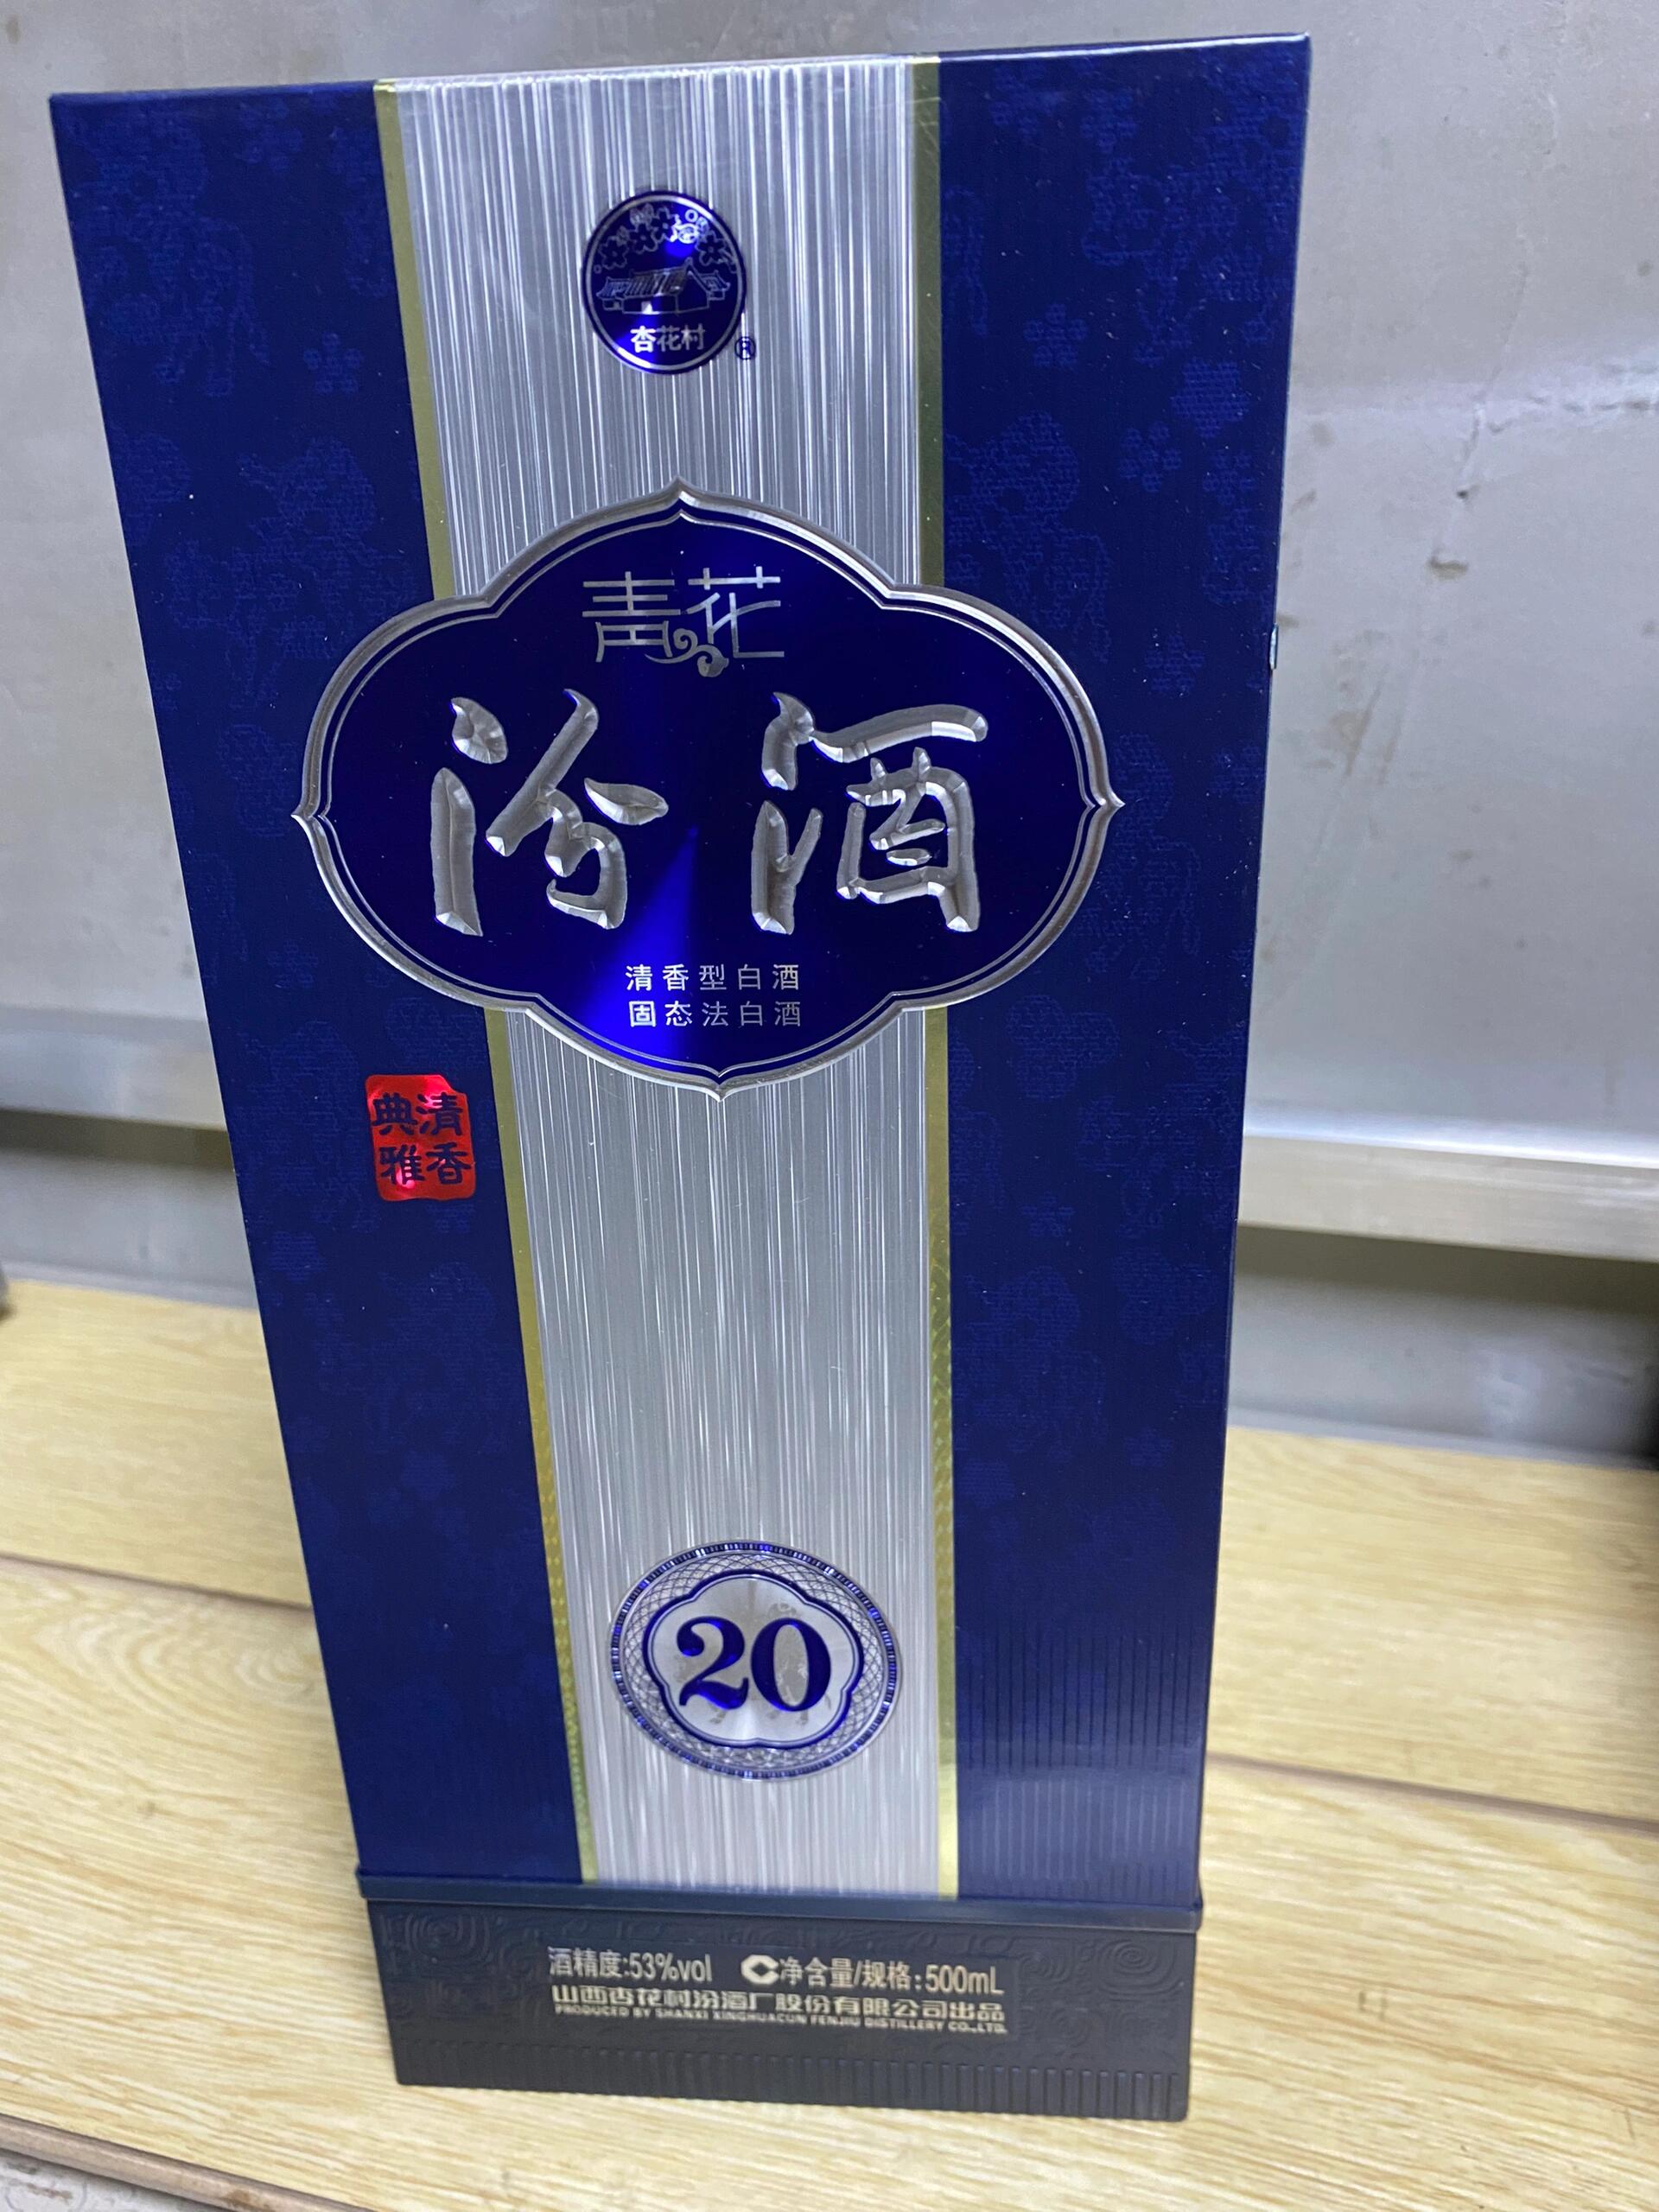 杏花村
®
青花
汾酒
清香型白酒
固态法白酒
清香
典雅
20
酒精度:53%vol 净含量/规格:500mL
山西杏花村汾酒厂股份有限公司出品
PRODUCED BY SHANXI XINGHUACUN FENJIU DISTILLERY CO.,LTD.